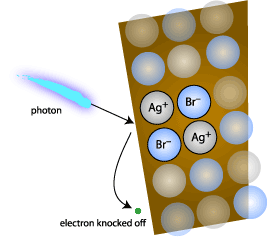 Ag⁺ Br⁻
photon
Br⁻ Ag⁺
electron knocked off